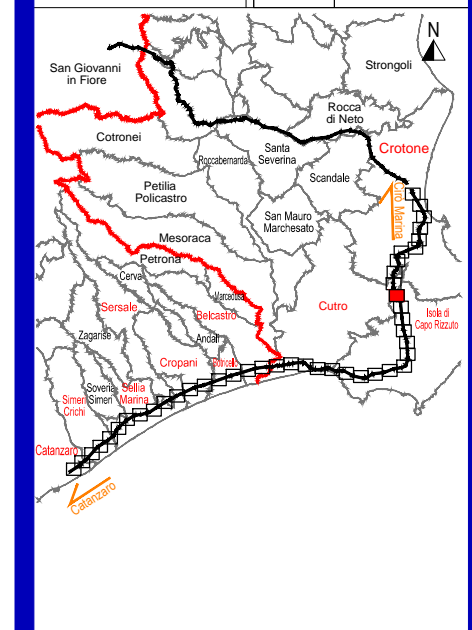 N
San Giovanni
in Fiore
Strongoli
Rocca
di Neto
Cotronei
Crotone
Roccabernarda
Santa
Severina
Scandale
Petilia
Policastro
Cirò Marina
San Mauro
Marchesato
Mesoraca
Petrona
Cerva
Marcedusa
Sersale
Belcastro
Cutro
Isola di
Capo Rizzuto
Zagarise
Andali
Cropani
Botricello
Soveria
Simeri
Sellia
Marina
Simeri
Crichi
Catanzaro
Catanzaro